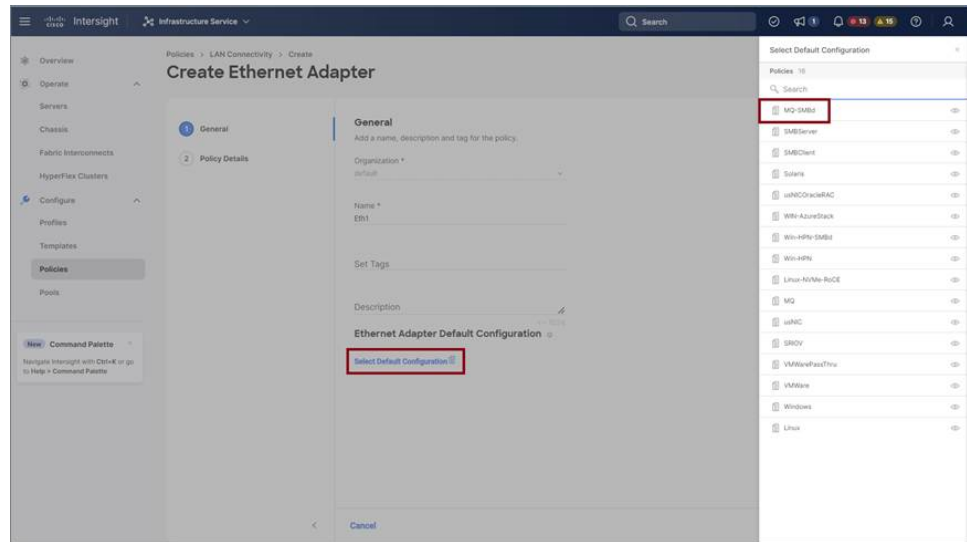 CISCO Intersight
Infrastructure Service
Search
1
13
15
Overview
Operate
Servers
Chassis
Fabric Interconnects
HyperFlex Clusters
Configure
Profiles
Templates
Policies
Pools
New Command Palette
Navigate Intersight with Ctrl+K or go
to Help > Command Palette
Policies > LAN Connectivity > Create
Create Ethernet Adapter
1 General
2 Policy Details
General
Add a name, description and tag for the policy.
Organization *
default
Name *
Eth1
Set Tags
Description
Ethernet Adapter Default Configuration
Select Default Configuration
Cancel
Select Default Configuration
Policies 16
Search
MQ-SMBd
SMBServer
SMBClient
Solaris
usNICOracleRAC
WIN-AzureStack
Win-HPN-SMBd
Win-HPN
Linux-NVMe-RoCE
MQ
usNIC
SRIOV
VMWarePassThru
VMWare
Windows
Linux